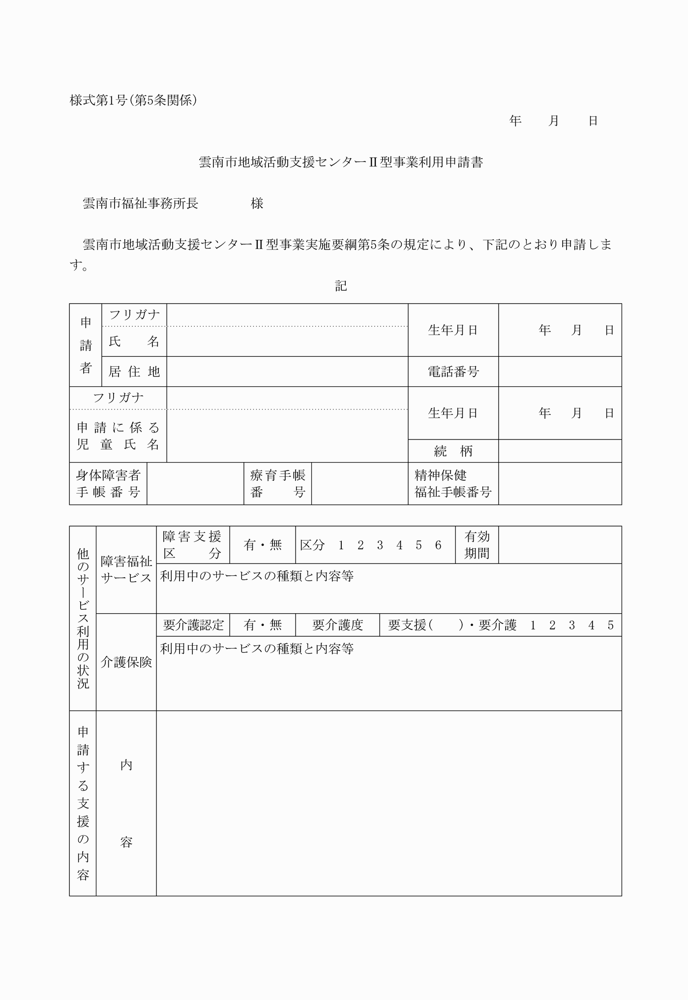 様式第1号(第5条関係)
年　　月　　日
雲南市地域活動支援センターⅡ型事業利用申請書
雲南市福祉事務所長　　　　様
雲南市地域活動支援センターⅡ型事業実施要綱第5条の規定により、下記のとおり申請しま
す。
記
申請者
フリガナ
氏　　名
生年月日
年　　月　　日
居 住 地
電話番号
フリガナ
申請に係る
児童氏名
生年月日
年　　月　　日
続　柄
身体障害者
手帳番号
療育手帳
番　　号
精神保健
福祉手帳番号
他のサービス利用の状況
障害福祉
サービス
障害支援
区　　分
有・無
区分　1　2　3　4　5　6
有効
期間
利用中のサービスの種類と内容等
介護保険
要介護認定
有・無
要介護度
要支援(　　)・要介護　1　2　3　4　5
利用中のサービスの種類と内容等
申請する支援の内容
内　容